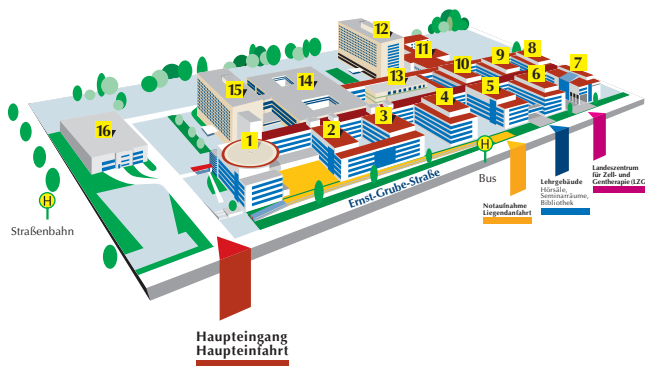 12
11
9
8
7
10
6
13
5
14
15
4
3
2
1
16
H
Straßenbahn
H
Bus
Ernst-Grube-Straße
Notaufnahme
Liegendanfahrt
Lehrgebäude
Hörsäle,
Seminarräume,
Bibliothek
Landeszentrum
für Zell- und
Gentherapie (LZG
Haupteingang
Haupteinfahrt